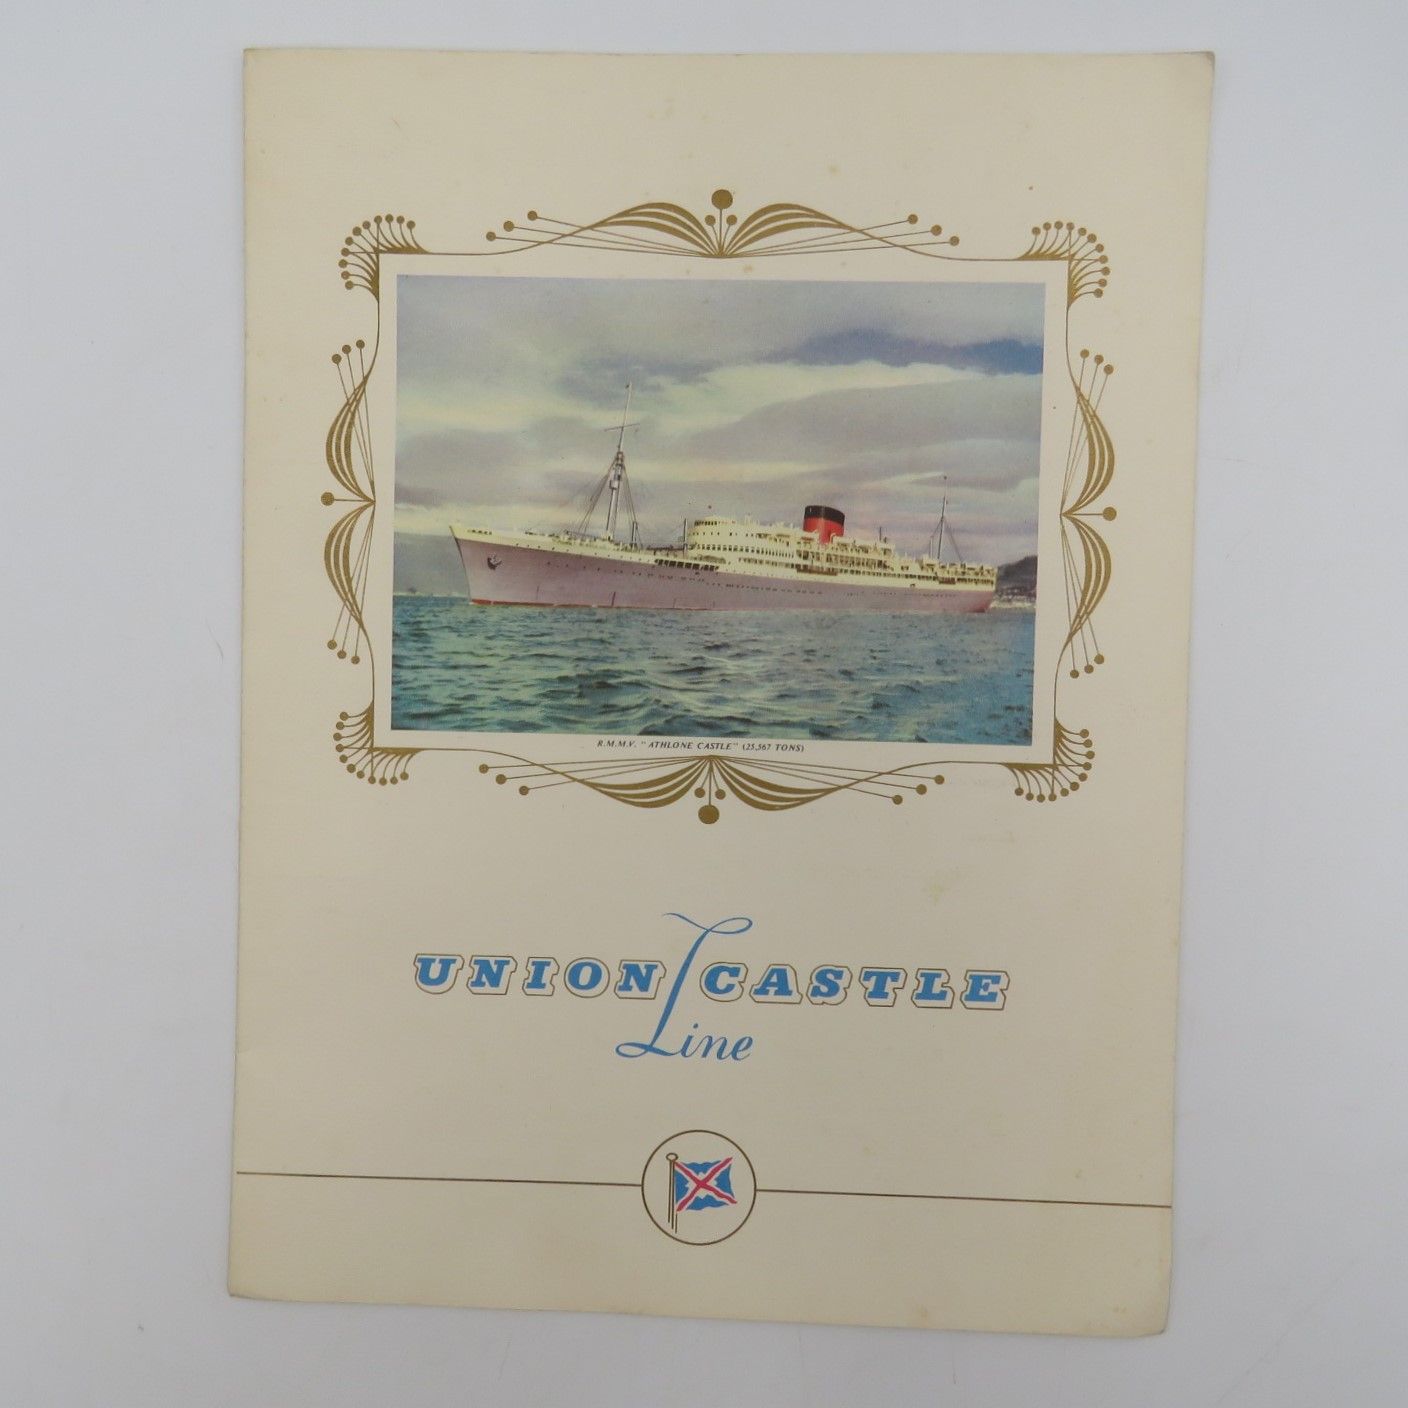 R.M.M.V. "ATHLONE CASTLE" (25,567 TONS)
UNION CASTLE
Line